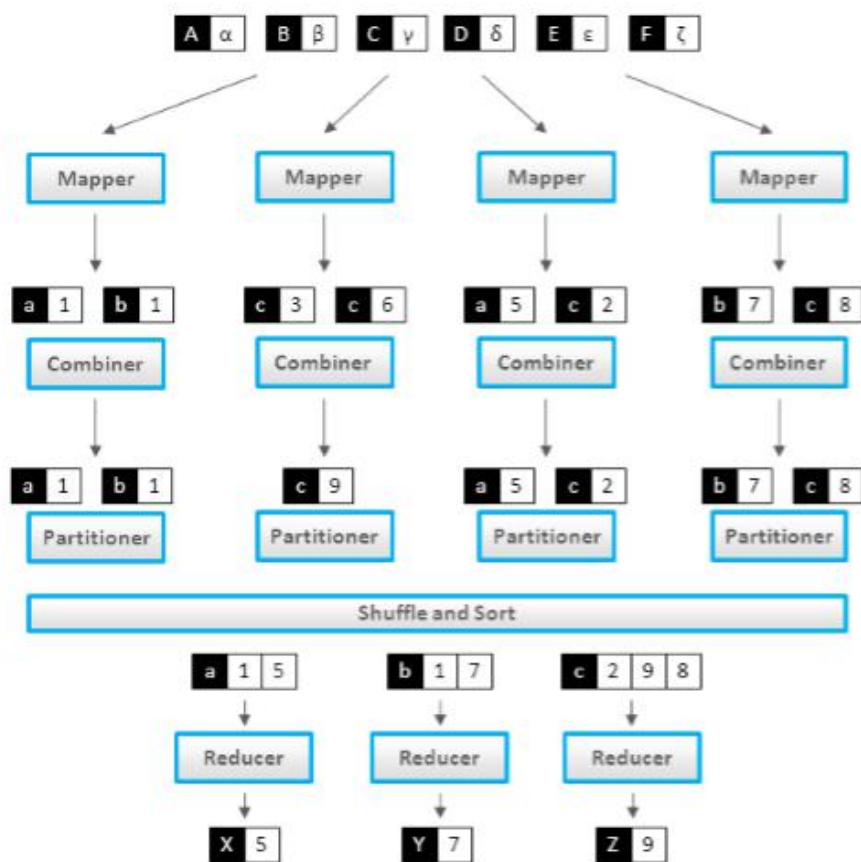 A α B β C γ D δ E ε F ζ
Mapper Mapper Mapper Mapper
a 1 b 1 c 3 c 6 a 5 c 2 b 7 c 8
Combiner Combiner Combiner Combiner
a 1 b 1 c 9 a 5 c 2 b 7 c 8
Partitioner Partitioner Partitioner Partitioner
Shuffle and Sort
a 1 5 b 1 7 c 2 9 8
Reducer Reducer Reducer
X 5 Y 7 Z 9